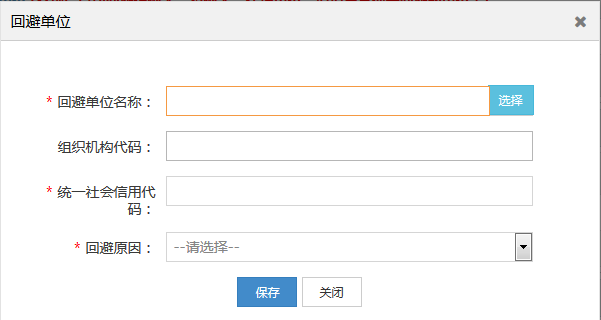 回避单位
* 回避单位名称：
选择
组织机构代码：
* 统一社会信用代
码：
* 回避原因：
--请选择--
保存
关闭